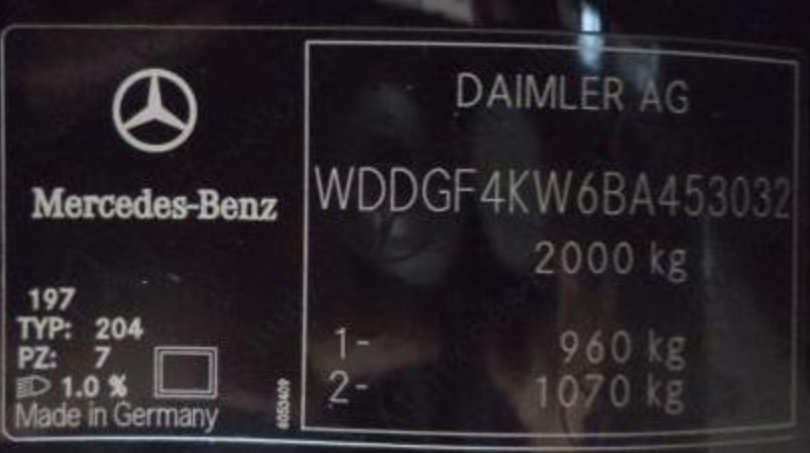 Mercedes-Benz
197
TYP: 204
PZ: 7
1.0 %
Made in Germany
6053409
DAIMLER AG
WDDGF4KW6BA453032
2000 kg
1- 960 kg
2- 1070 kg